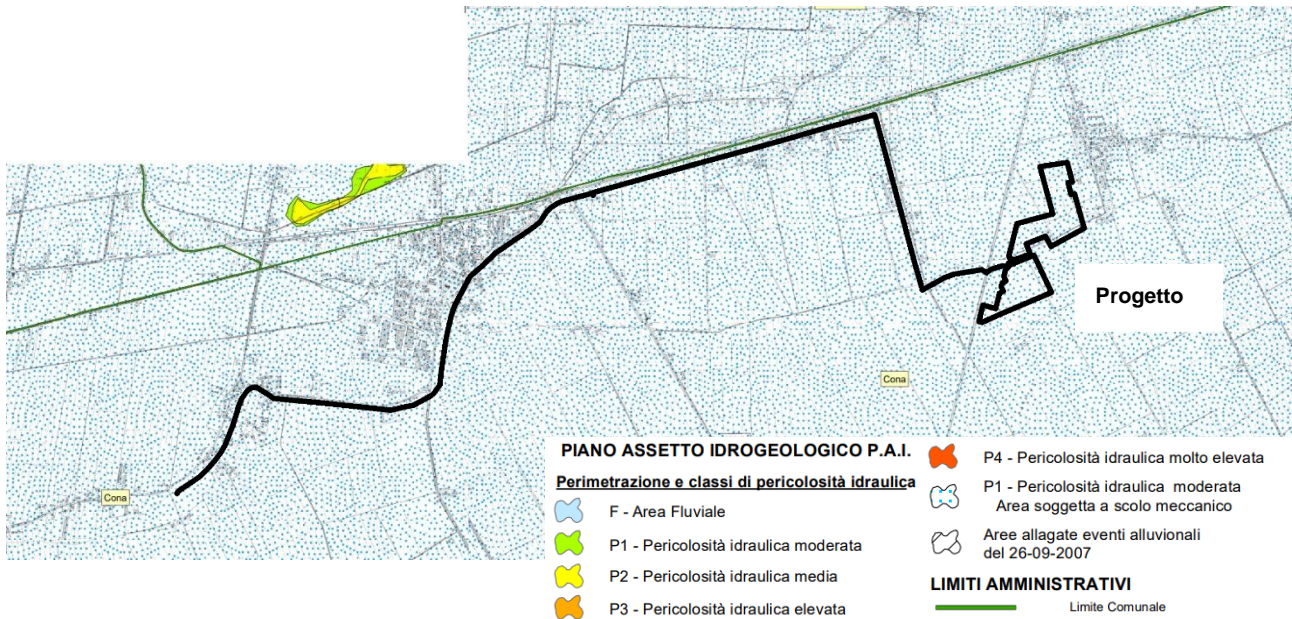 Progetto
Cona
Cona
PIANO ASSETTO IDROGEOLOGICO P.A.I.
Perimetrazione e classi di pericolosità idraulica
F - Area Fluviale
P1 - Pericolosità idraulica moderata
P2 - Pericolosità idraulica media
P3 - Pericolosità idraulica elevata
P4 - Pericolosità idraulica molto elevata
P1 - Pericolosità idraulica moderata
Area soggetta a scolo meccanico
Aree allagate eventi alluvionali
del 26-09-2007
LIMITI AMMINISTRATIVI
Limite Comunale